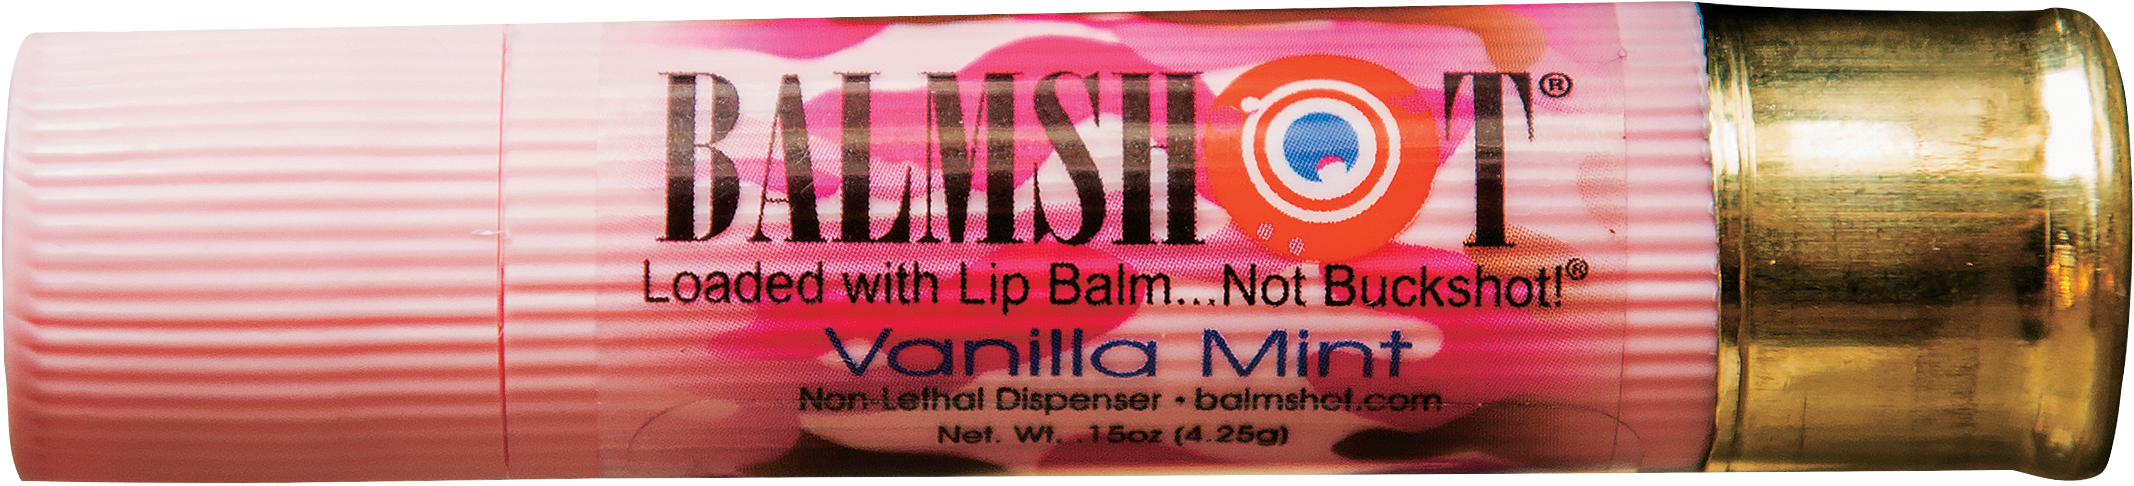 BALMSHOT®
Loaded with Lip Balm...Not Buckshot!®
Vanilla Mint
Non-Lethal Dispenser • balmshot.com
Net. Wt. .15oz (4.25g)